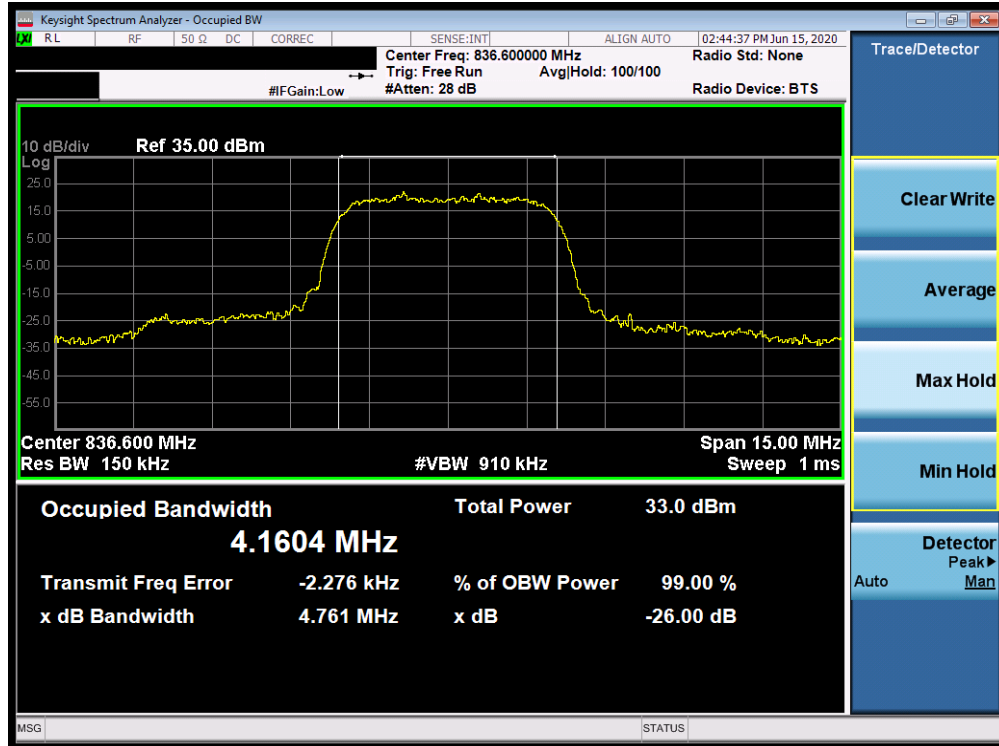 Keysight Spectrum Analyzer - Occupied BW
LXI RL RF 50 Ω DC CORREC SENSE:INT ALIGN AUTO 02:44:37 PM Jun 15, 2020
Center Freq: 836.600000 MHz Radio Std: None
Trig: Free Run Avg|Hold: 100/100
#IFGain:Low #Atten: 28 dB Radio Device: BTS
10 dB/div Ref 35.00 dBm
Log
25.0
15.0
5.00
-5.00
-15.0
-25.0
-35.0
-45.0
-55.0
Center 836.600 MHz Span 15.00 MHz
Res BW 150 kHz #VBW 910 kHz Sweep 1 ms
Occupied Bandwidth Total Power 33.0 dBm
4.1604 MHz
Transmit Freq Error -2.276 kHz % of OBW Power 99.00 %
x dB Bandwidth 4.761 MHz x dB -26.00 dB
MSG STATUS
Trace/Detector
Clear Write
Average
Max Hold
Min Hold
Detector
Peak▶
Auto Man